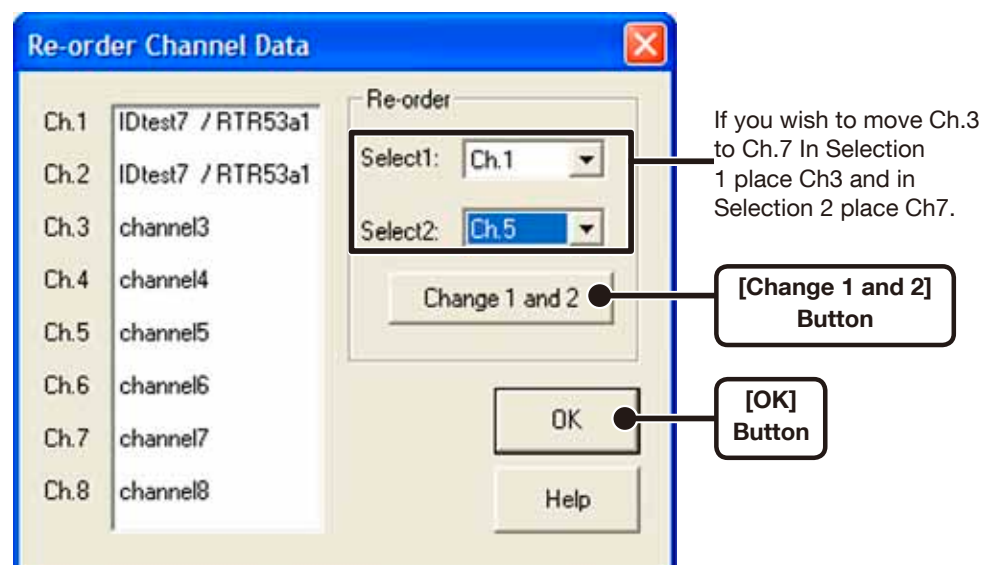 Re-order Channel Data
Ch.1 IDtest7 / RTR53a1
Ch.2 IDtest7 / RTR53a1
Ch.3 channel3
Ch.4 channel4
Ch.5 channel5
Ch.6 channel6
Ch.7 channel7
Ch.8 channel8
Re-order
Select1: Ch.1
Select2: Ch.5
Change 1 and 2
OK
Help
If you wish to move Ch.3
to Ch.7 In Selection
1 place Ch3 and in
Selection 2 place Ch7.
[Change 1 and 2]
Button
[OK]
Button